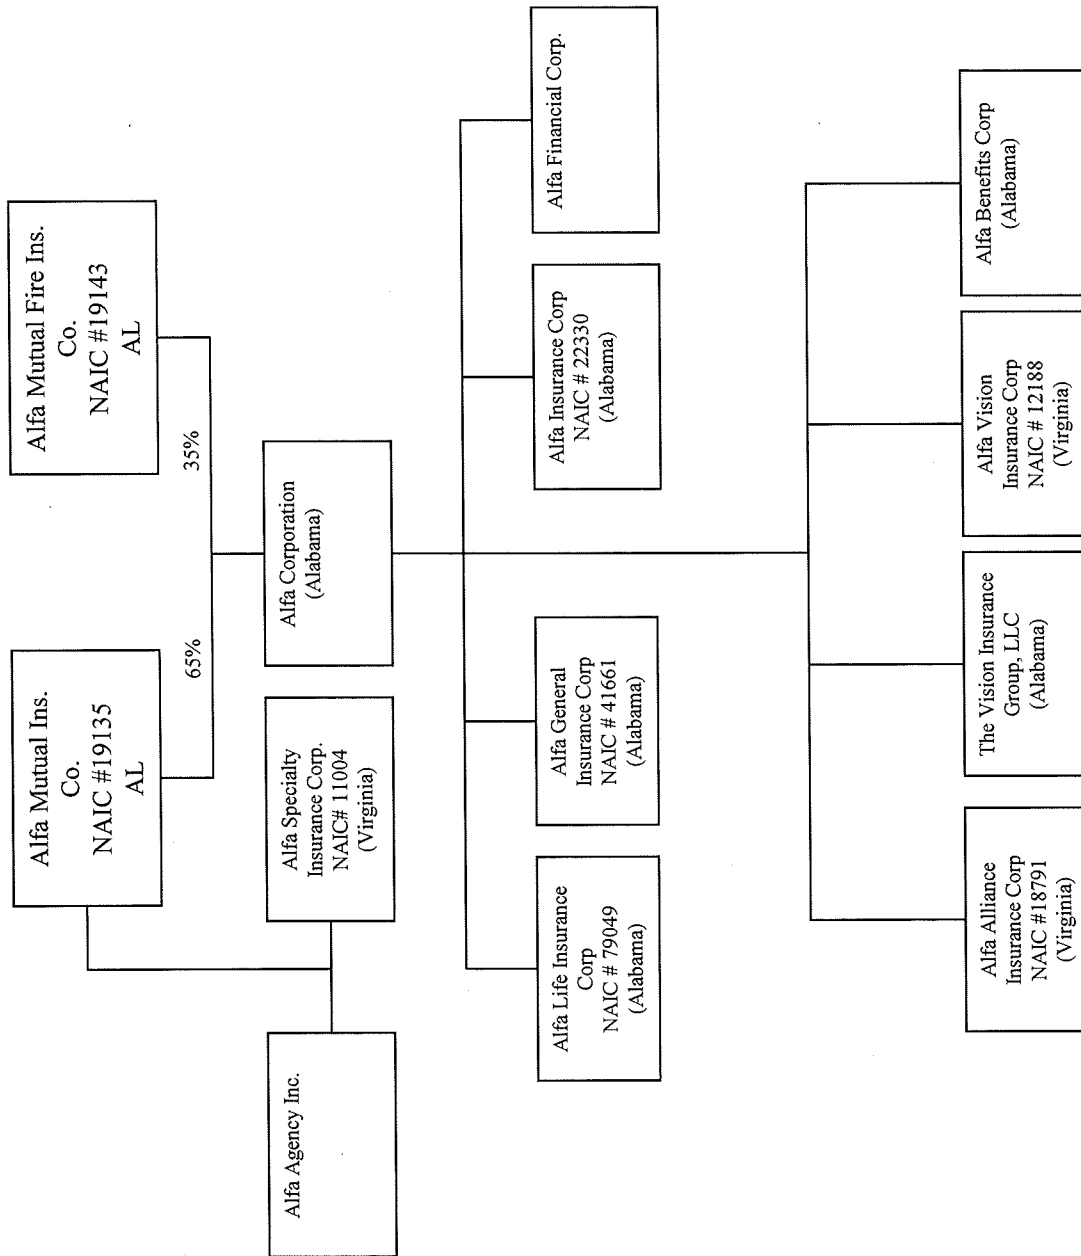 Alfa Mutual Ins.
Co.
NAIC #19135
AL
Alfa Mutual Fire Ins.
Co.
NAIC #19143
AL
65%
35%
Alfa Agency Inc.
Alfa Specialty
Insurance Corp.
NAIC# 11004
(Virginia)
Alfa Corporation
(Alabama)
Alfa Life Insurance
Corp
NAIC # 79049
(Alabama)
Alfa General
Insurance Corp
NAIC # 41661
(Alabama)
Alfa Insurance Corp
NAIC # 22330
(Alabama)
Alfa Financial Corp.
Alfa Alliance
Insurance Corp
NAIC #18791
(Virginia)
The Vision Insurance
Group, LLC
(Alabama)
Alfa Vision
Insurance Corp
NAIC # 12188
(Virginia)
Alfa Benefits Corp
(Alabama)